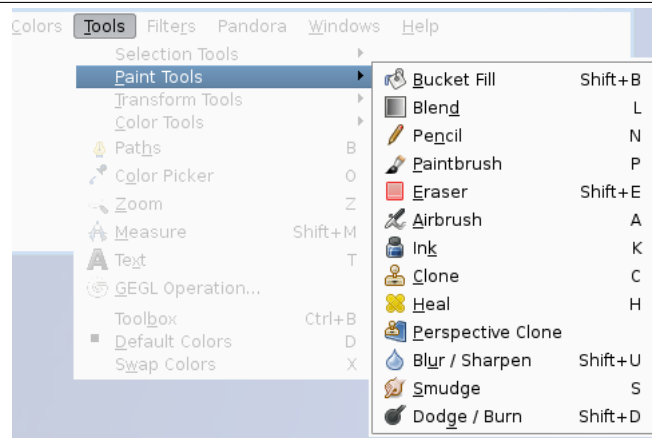 Colors Tools Filters Pandora Windows Help
Selection Tools
Paint Tools
Transform Tools
Color Tools
Paths B
Color Picker O
Zoom Z
Measure Shift+M
Text T
GEGL Operation...
Toolbox Ctrl+B
Default Colors D
Swap Colors X
Bucket Fill Shift+B
Blend L
Pencil N
Paintbrush P
Eraser Shift+E
Airbrush A
Ink K
Clone C
Heal H
Perspective Clone
Blur / Sharpen Shift+U
Smudge S
Dodge / Burn Shift+D